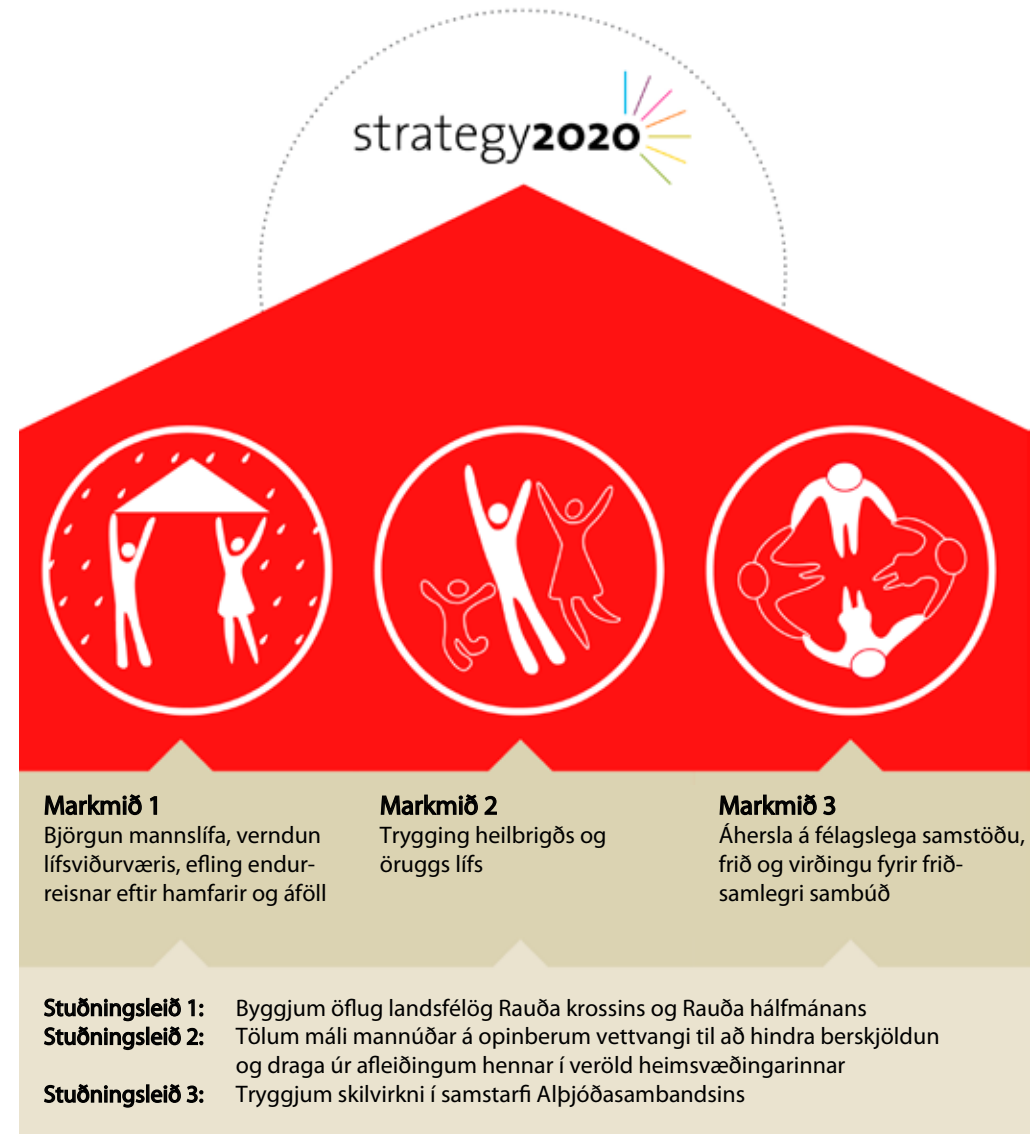 strategy2020
Markmið 1
Björgun mannslífa, verndun
lífsviðurværis, efling endur-
reisnar eftir hamfarir og áföll
Markmið 2
Trygging heilbrigðs og
öruggs lífs
Markmið 3
Áhersla á félagslega samstöðu,
frið og virðingu fyrir frið-
samlegri sambúð
Stuðningsleið 1: Byggjum öflug landsfélög Rauða krossins og Rauða hálfmánans
Stuðningsleið 2: Tölum máli mannúðar á opinberum vettvangi til að hindra berskjöldun
og draga úr afleiðingum hennar í veröld heimsvæðingarinnar
Stuðningsleið 3: Tryggjum skilvirkni í samstarfi Alþjóðasambandsins